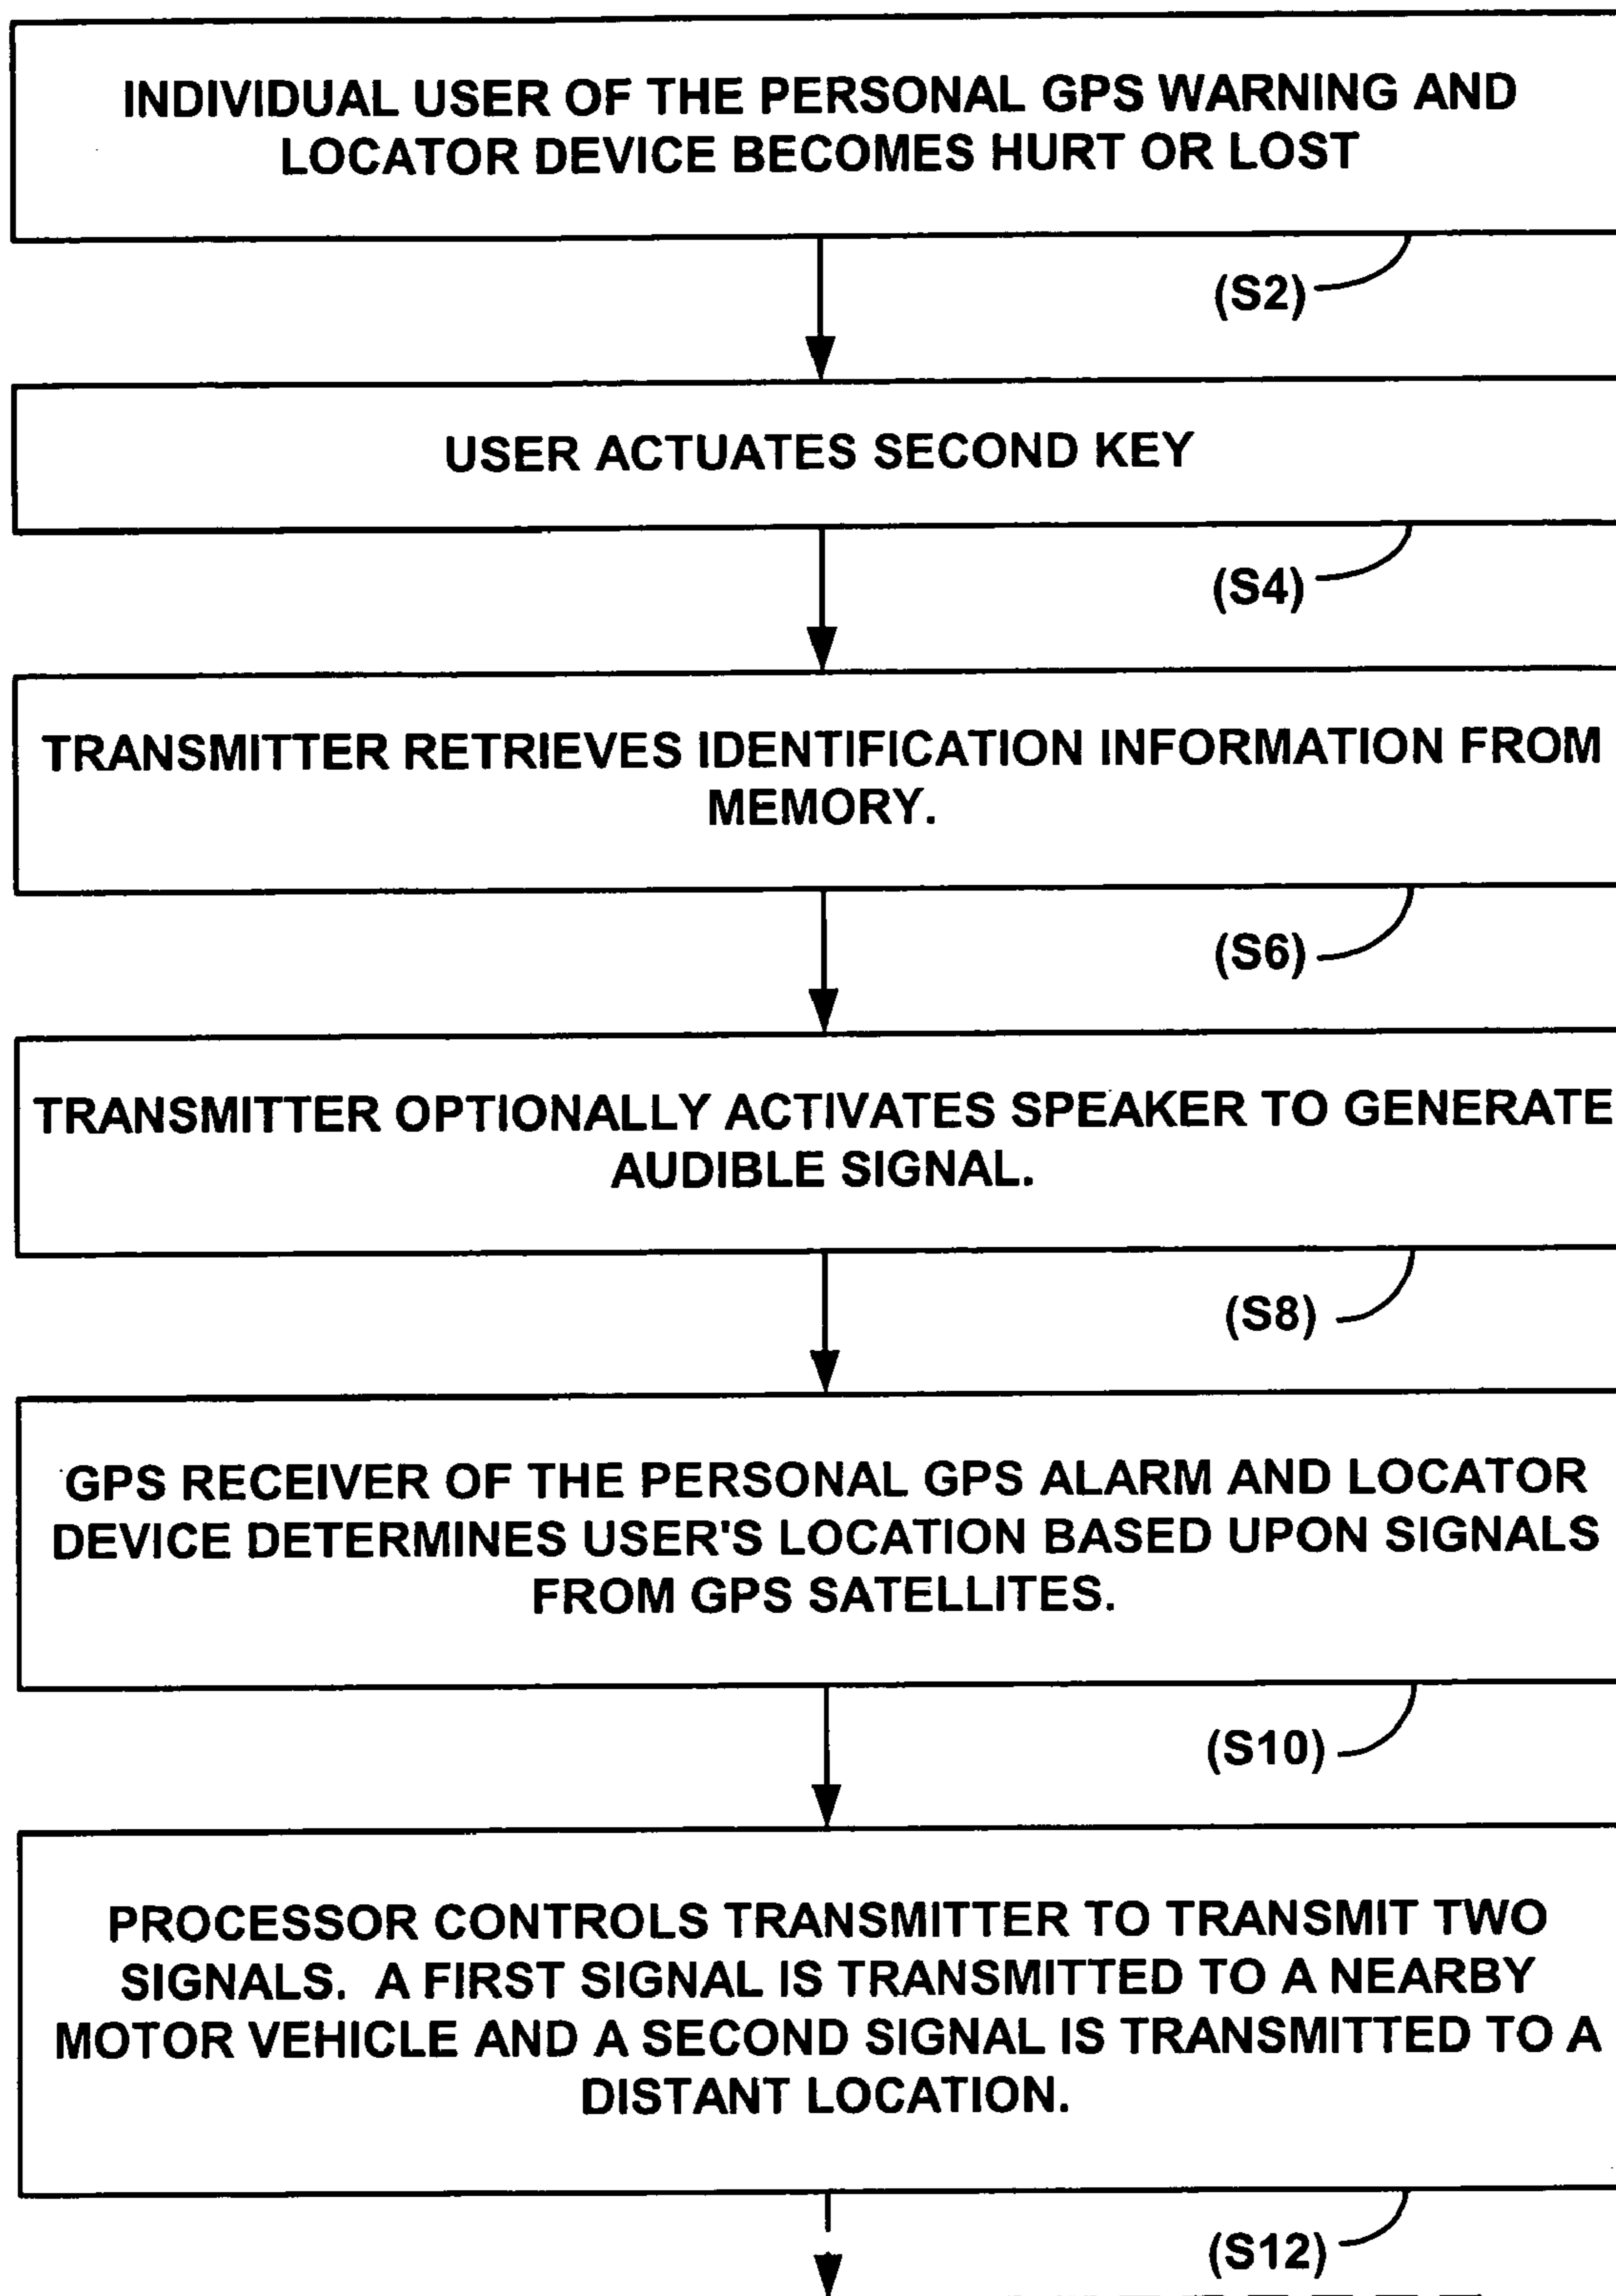 INDIVIDUAL USER OF THE PERSONAL GPS WARNING AND
LOCATOR DEVICE BECOMES HURT OR LOST
(S2)
USER ACTUATES SECOND KEY
(S4)
TRANSMITTER RETRIEVES IDENTIFICATION INFORMATION FROM
MEMORY.
(S6)
TRANSMITTER OPTIONALLY ACTIVATES SPEAKER TO GENERATE
AUDIBLE SIGNAL.
(S8)
GPS RECEIVER OF THE PERSONAL GPS ALARM AND LOCATOR
DEVICE DETERMINES USER'S LOCATION BASED UPON SIGNALS
FROM GPS SATELLITES.
(S10)
PROCESSOR CONTROLS TRANSMITTER TO TRANSMIT TWO
SIGNALS. A FIRST SIGNAL IS TRANSMITTED TO A NEARBY
MOTOR VEHICLE AND A SECOND SIGNAL IS TRANSMITTED TO A
DISTANT LOCATION.
(S12)